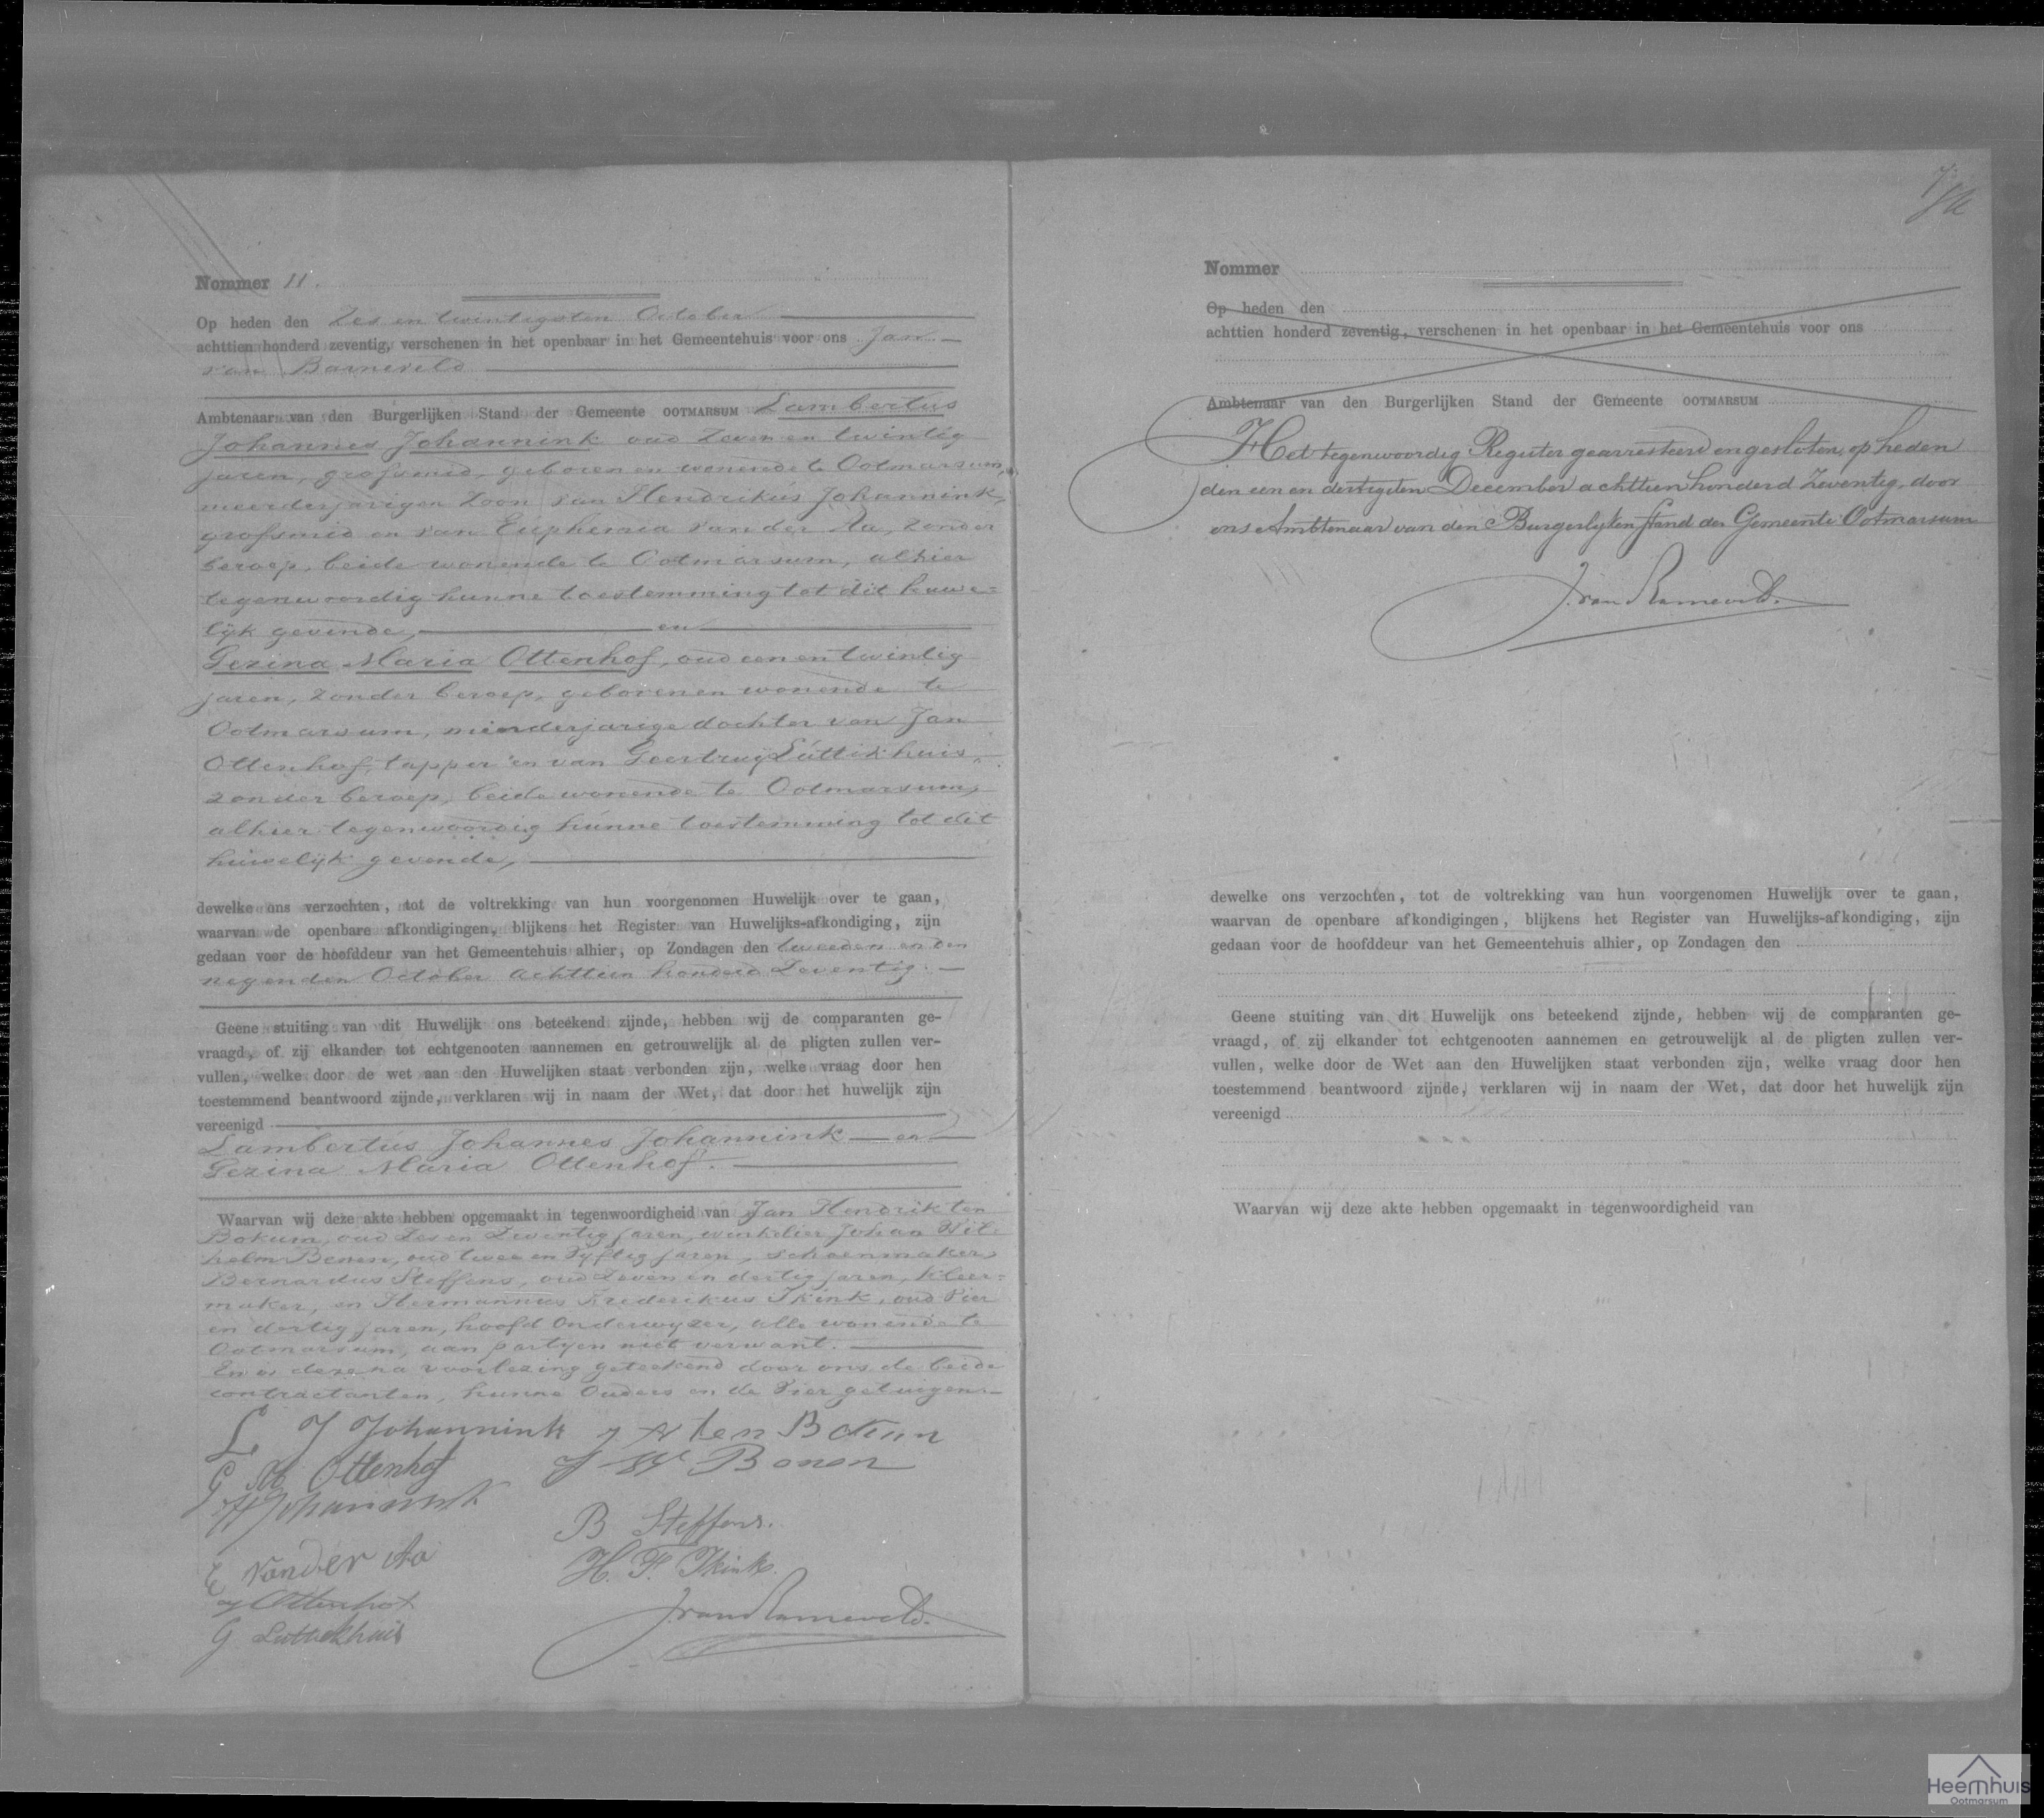 Nommer 11.
Op heden den Zes en twintigsten October
achttien honderd zeventig, verschenen in het openbaar in het Gemeentehuis voor ons Jan
van Barneveld
Ambtenaar van den Burgerlijken Stand der Gemeente OOTMARSUM Lambertus
Johannes Johannink oud Zeven en twintig
jaren, grofsmid, geboren en wonende te Ootmarsum,
meerderjarigen Zoon van Hendrikus Johannink,
grofsmid en van Euphemia van der Aa, zonder
beroep, beide wonende te Ootmarsum, alhier
tegenwoordig hunne toestemming tot dit huwe=
lijk gevende, en
Gezina Maria Ottenhof, oud een en twintig
jaren, zonder beroep, geboren en wonende te
Ootmarsum, minderjarige dochter van Jan
Ottenhof, tapper en van Geertruij Luttikhuis,
zonder beroep, beide wonende te Ootmarsum,
alhier tegenwoordig hunne toestemming tot dit
huwelijk gevende,
dewelke ons verzochten, tot de voltrekking van hun voorgenomen Huwelijk over te gaan,
waarvan de openbare afkondigingen, blijkens het Register van Huwelijks-afkondiging, zijn
gedaan voor de hoofddeur van het Gemeentehuis alhier, op Zondagen den tweeden en den
negenden October achttien honderd Zeventig.
Geene stuiting van dit Huwelijk ons beteekend zijnde, hebben wij de comparanten ge-
vraagd, of zij elkander tot echtgenooten aannemen en getrouwelijk al de pligten zullen ver-
vullen, welke door de wet aan den Huwelijken staat verbonden zijn, welke vraag door hen
toestemmend beantwoord zijnde, verklaren wij in naam der Wet, dat door het huwelijk zijn
vereenigd
Lambertus Johannes Johannink en
Gezina Maria Ottenhof.
Waarvan wij deze akte hebben opgemaakt in tegenwoordigheid van Jan Hendrik ten
Bokum, oud Zes en Zeventig jaren, winkelier Johan Wil=
helm Bonen, oud twee en Vijftig jaren, schoenmaker,
Bernardus Steffens, oud Zeven en dertig jaren, kleer=
maker, en Hermannus Frederikus Ikink, oud Vier
en dertig jaren, hoofd Onderwyzer, alle wonende te
Ootmarsum, aan partyen niet verwant.
En is deze na voorlezing geteekend door ons de beide
contractanten, hunne Ouders en de Vier getuigen.
L J Johannink J H ten Bokum
G M Ottenhof J W Bonen
H Johannink
B Steffens.
E vander Aa H. F. Ikink.
J Ottenhof
G Luttikhuis J van Barneveld.
Nommer
Op heden den
achttien honderd zeventig, verschenen in het openbaar in het Gemeentehuis voor ons
Ambtenaar van den Burgerlijken Stand der Gemeente OOTMARSUM
Het tegenwoordig Register gearresteerd en gesloten, op heden
den een en dertigsten December achttien honderd Zeventig, door
ons Ambtenaar van den Burgerlyken stand der Gemeente Ootmarsum
J. van Barneveld.
dewelke ons verzochten, tot de voltrekking van hun voorgenomen Huwelijk over te gaan,
waarvan de openbare afkondigingen, blijkens het Register van Huwelijks-afkondiging, zijn
gedaan voor de hoofddeur van het Gemeentehuis alhier, op Zondagen den
Geene stuiting van dit Huwelijk ons beteekend zijnde, hebben wij de comparanten ge-
vraagd, of zij elkander tot echtgenooten aannemen en getrouwelijk al de pligten zullen ver-
vullen, welke door de Wet aan den Huwelijken staat verbonden zijn, welke vraag door hen
toestemmend beantwoord zijnde, verklaren wij in naam der Wet, dat door het huwelijk zijn
vereenigd
Waarvan wij deze akte hebben opgemaakt in tegenwoordigheid van
Heemhuis
Ootmarsum